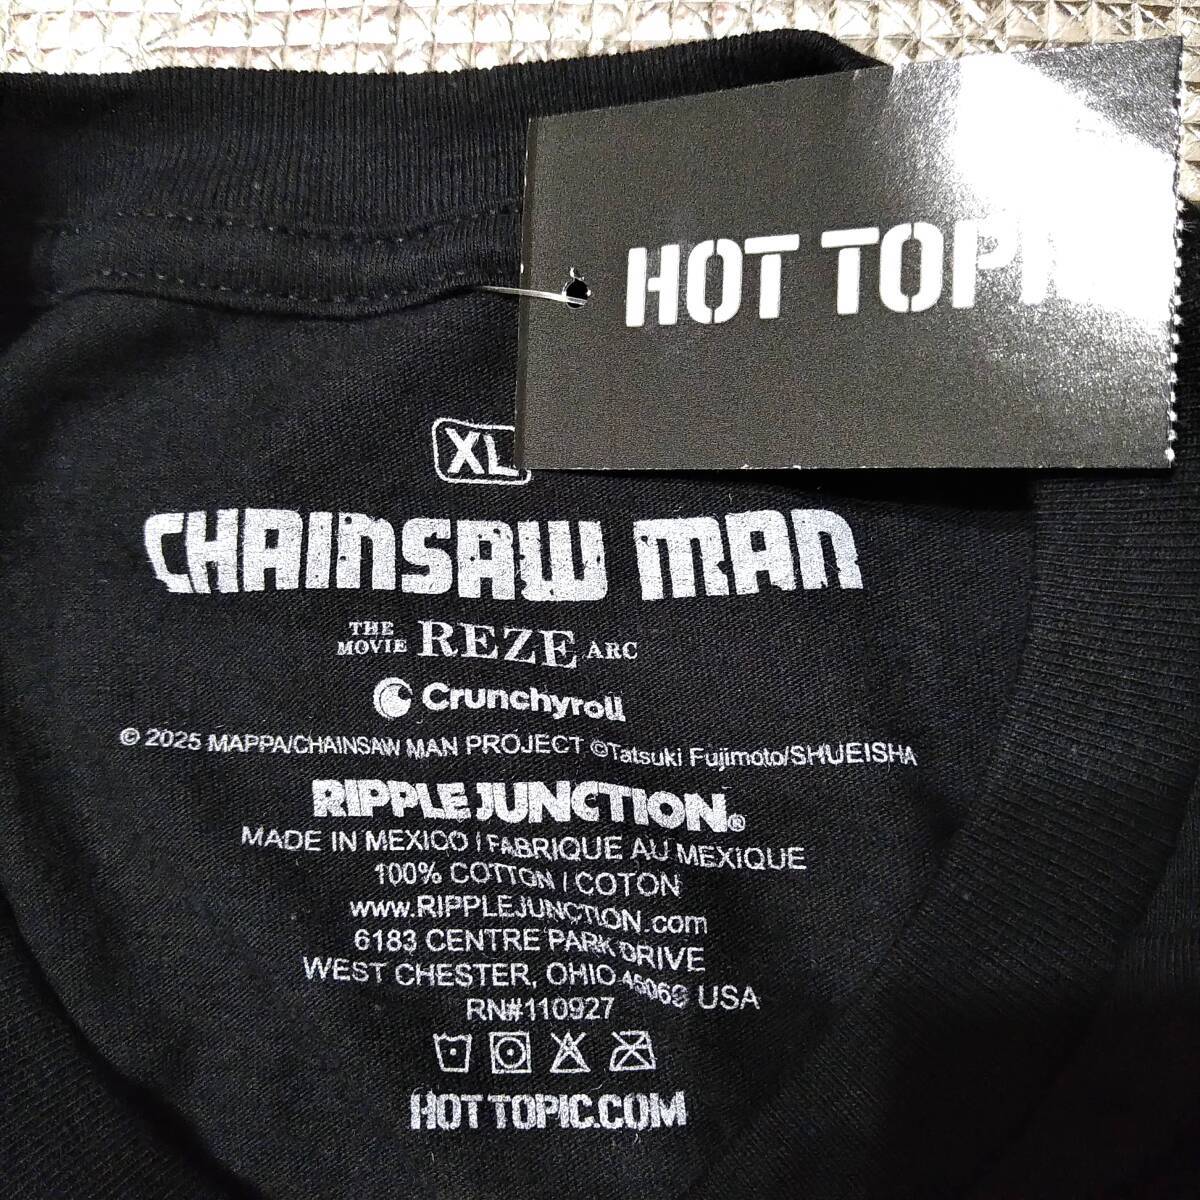 HOT TOPIC
XL
CHAINSAW MAN
THE MOVIE REZE ARC
Crunchyroll
© 2025 MAPPA/CHAINSAW MAN PROJECT ©Tatsuki Fujimoto/SHUEISHA
RIPPLE JUNCTION®
MADE IN MEXICO | FABRIQUE AU MEXIQUE
100% COTTON | COTON
www.RIPPLEJUNCTION.com
6183 CENTRE PARK DRIVE
WEST CHESTER, OHIO 45069 USA
RN#110927
HOTTOPIC.COM